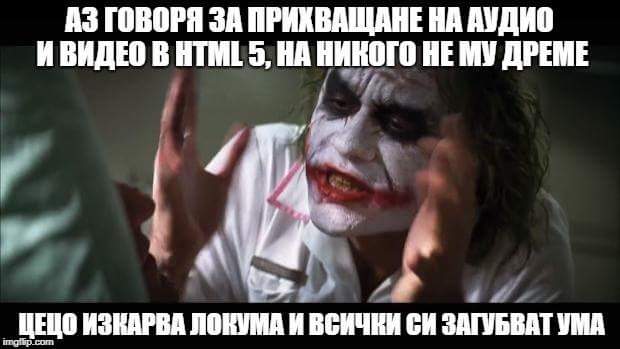 АЗ ГОВОРЯ ЗА ПРИХВАЩАНЕ НА АУДИО
И ВИДЕО В HTML 5, НА НИКОГО НЕ МУ ДРЕМЕ
ЦЕЦО ИЗКАРВА ЛОКУМА И ВСИЧКИ СИ ЗАГУБВАТ УМА
imgflip.com